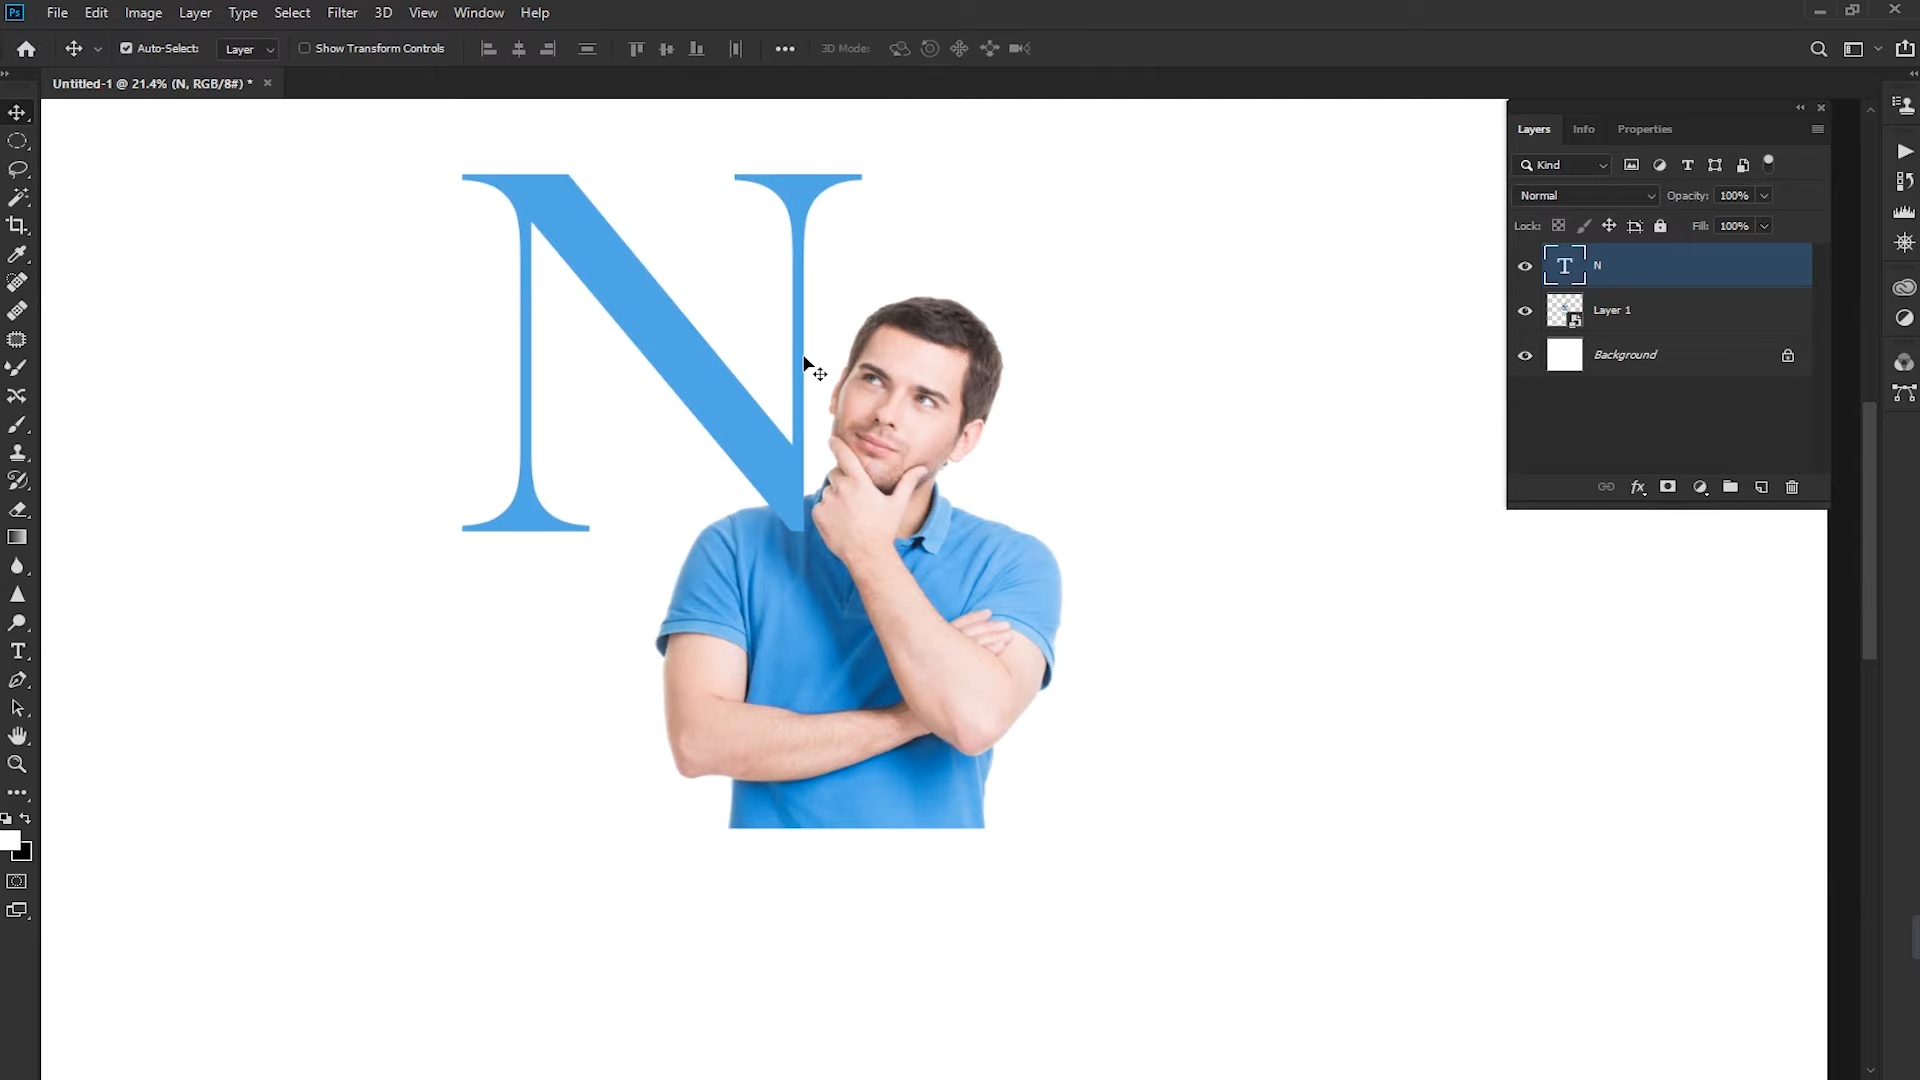 Ps File Edit Image Layer Type Select Filter 3D View Window Help
Auto-Select: Layer Show Transform Controls 3D Mode:
Untitled-1 @ 21.4% (N, RGB/8#) *
Layers Info Properties
Kind
Normal Opacity: 100%
Lock: Fill: 100%
T N
Layer 1
Background
fx
N